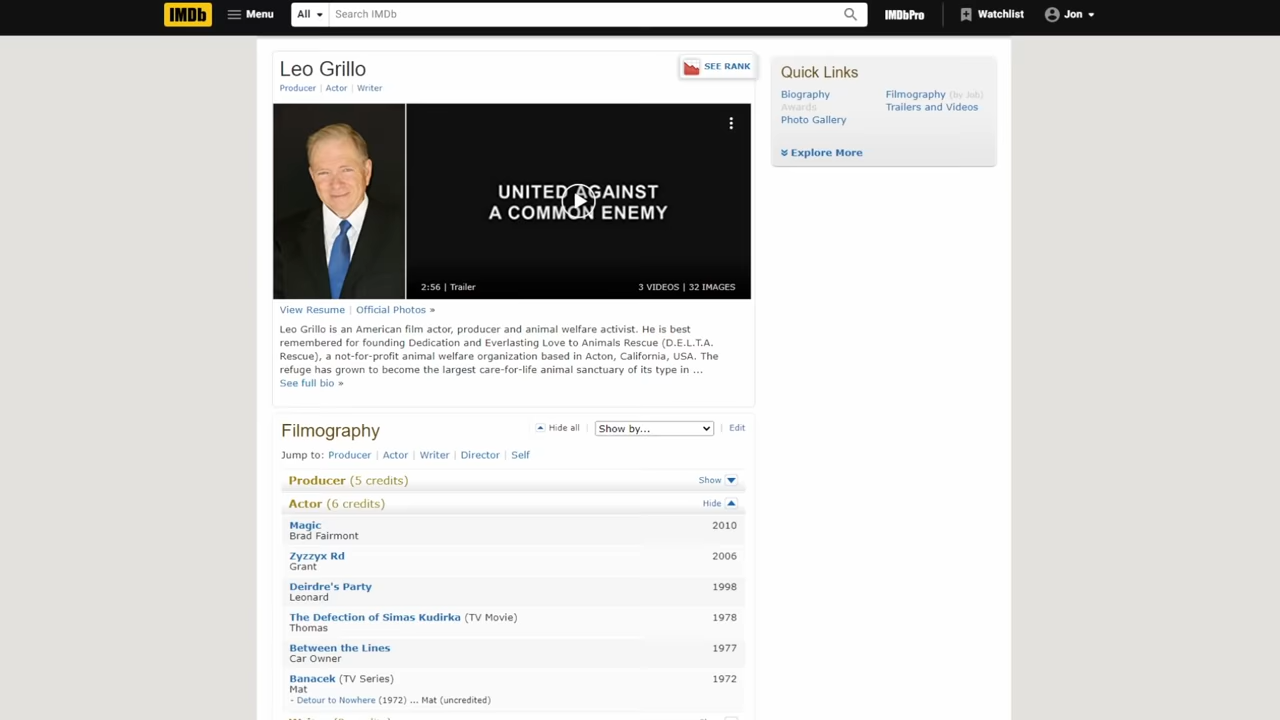 IMDb Menu All Search IMDb IMDbPro Watchlist Jon
Leo Grillo
SEE RANK
Producer | Actor | Writer
UNITED AGAINST
A COMMON ENEMY
2:56 | Trailer
3 VIDEOS | 32 IMAGES
View Resume | Official Photos »
Leo Grillo is an American film actor, producer and animal welfare activist. He is best
remembered for founding Dedication and Everlasting Love to Animals Rescue (D.E.L.T.A.
Rescue), a not-for-profit animal welfare organization based in Acton, California, USA. The
refuge has grown to become the largest care-for-life animal sanctuary of its type in ...
See full bio »
Quick Links
Biography Filmography (by Job)
Awards Trailers and Videos
Photo Gallery
Explore More
Filmography
Hide all | Show by... | Edit
Jump to: Producer | Actor | Writer | Director | Self
Producer (5 credits) Show
Actor (6 credits) Hide
Magic 2010
Brad Fairmont
Zyzzyx Rd 2006
Grant
Deirdre's Party 1998
Leonard
The Defection of Simas Kudirka (TV Movie) 1978
Thomas
Between the Lines 1977
Car Owner
Banacek (TV Series) 1972
Mat
- Detour to Nowhere (1972) ... Mat (uncredited)